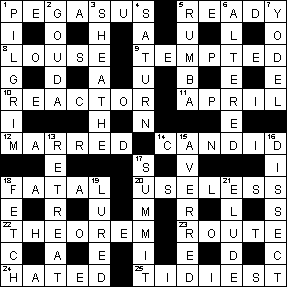 PEGASUS READY
I O H A U L O
LOUSE TEMPTED
G D A U B E E
REACTOR APRIL
I H N E
MARRED CANDID
E S V I
FATAL USELESS
E R U M R L S
THEOREM ROUTE
C A E I E D C
HATED TIDIEST